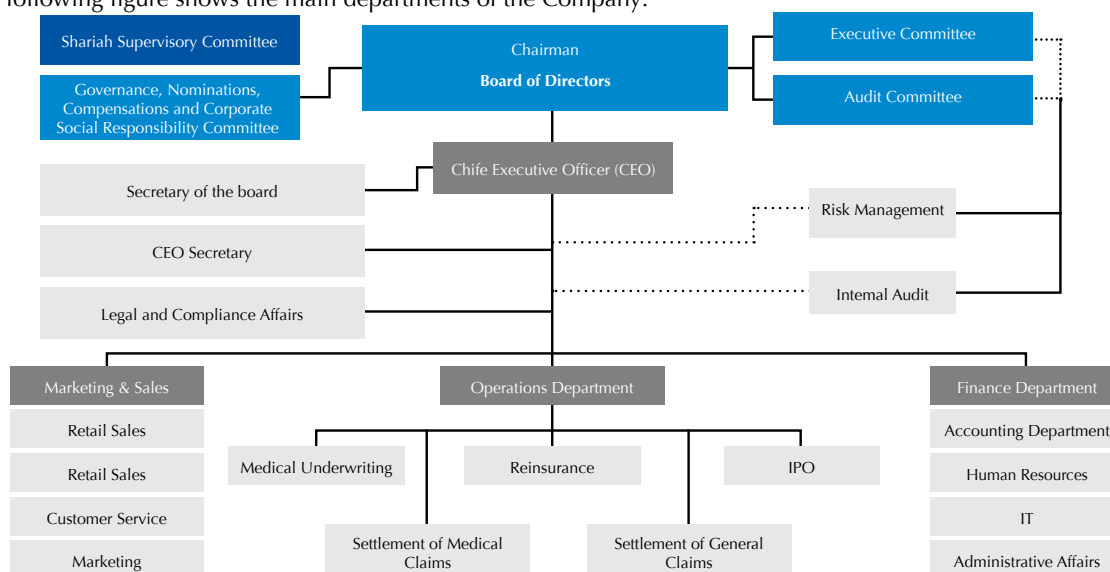 following figure shows the main departments of the Company:
Shariah Supervisory Committee
Chairman
Board of Directors
Executive Committee
Governance, Nominations,
Compensations and Corporate
Social Responsibility Committee
Audit Committee
Chife Executive Officer (CEO)
Secretary of the board
Risk Management
CEO Secretary
Internal Audit
Legal and Compliance Affairs
Marketing & Sales
Operations Department
Finance Department
Retail Sales
Accounting Department
Medical Underwriting
Reinsurance
IPO
Retail Sales
Human Resources
Customer Service
IT
Settlement of Medical
Claims
Settlement of General
Claims
Marketing
Administrative Affairs